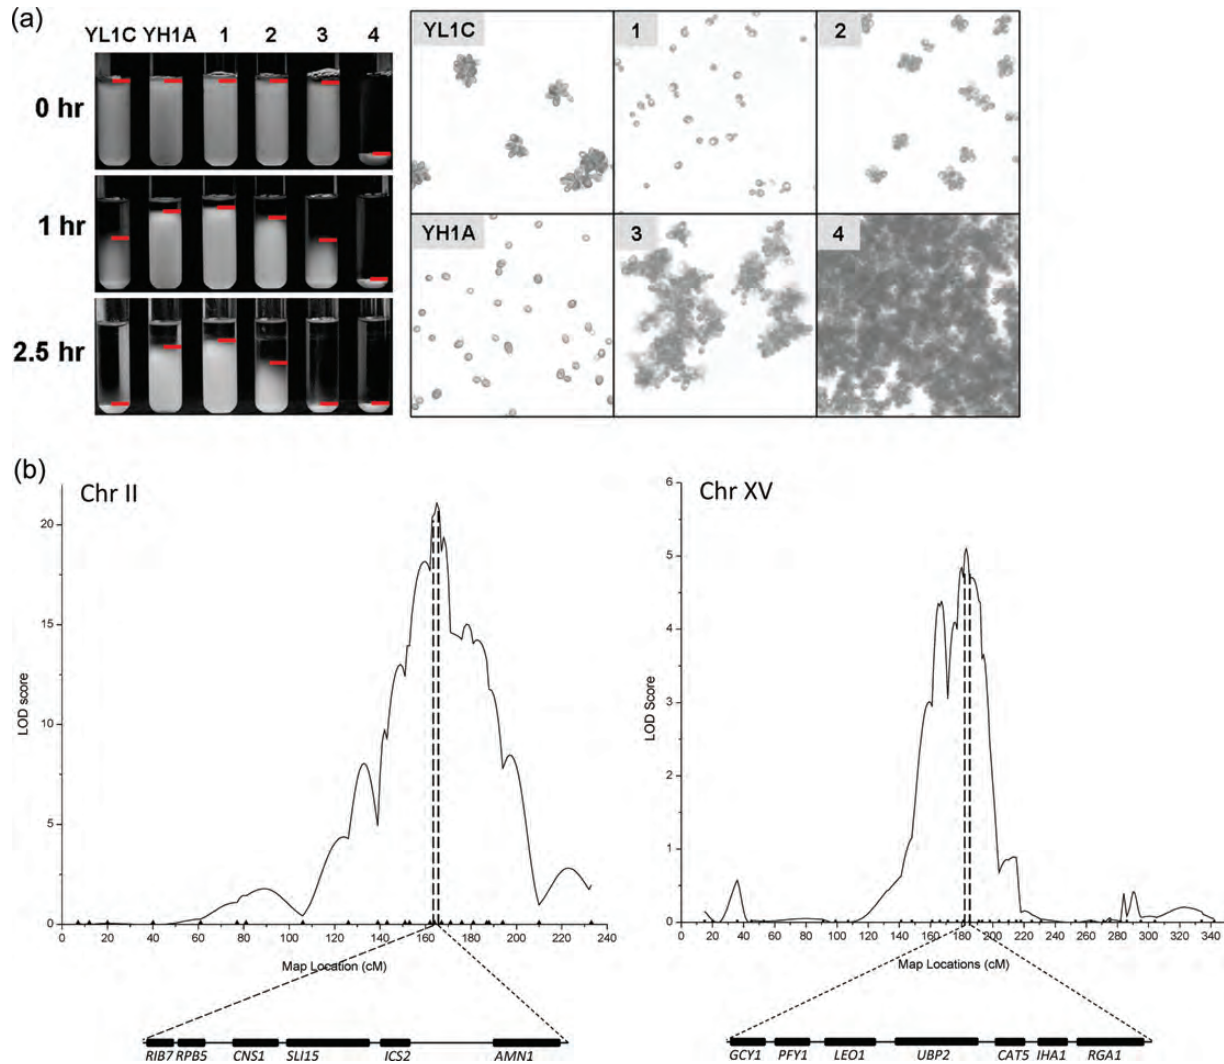 (a)
YL1C YH1A 1 2 3 4
0 hr
1 hr
2.5 hr
YL1C 1 2
YH1A 3 4
(b)
Chr II
20
15
10
5
0
LOD score
0 20 40 60 80 100 120 140 160 180 200 220 240
Map Location (cM)
RIB7 RPB5 CNS1 SLI15 ICS2 AMN1
Chr XV
6
5
4
3
2
1
0
LOD Score
0 20 40 60 80 100 120 140 160 180 200 220 240 260 280 300 320 340
Map Locations (cM)
GCY1 PFY1 LEO1 UBP2 CAT5 IHA1 RGA1